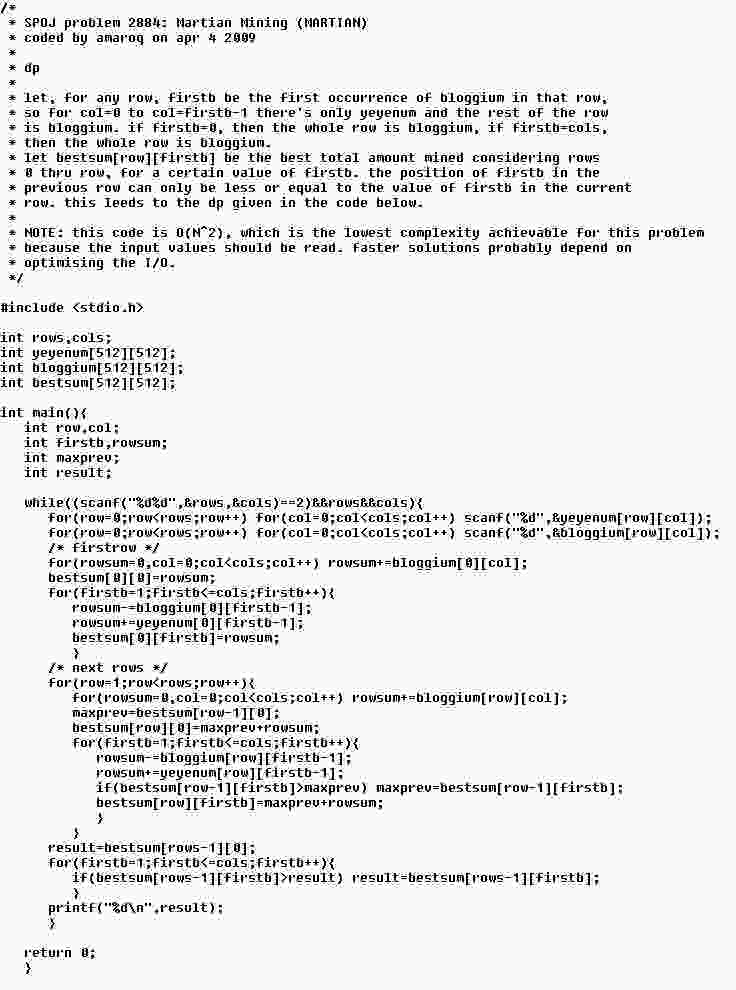 /*
 * SPOJ problem 2884: Martian Mining (MARTIAN)
 * coded by amaroq on apr 4 2009
 *
 * dp
 *
 * let, for any row, firstb be the first occurrence of bloggium in that row,
 * so for col=0 to col=firstb-1 there's only yeyenum and the rest of the row
 * is bloggium. if firstb=0, then the whole row is bloggium, if firstb=cols,
 * then the whole row is bloggium.
 * let bestsum[row][firstb] be the best total amount mined considering rows
 * 0 thru row, for a certain value of firstb. the position of firstb in the
 * previous row can only be less or equal to the value of firstb in the current
 * row. this leeds to the dp given in the code below.
 *
 * NOTE: this code is O(N^2), which is the lowest complexity achievable for this problem
 * because the input values should be read. faster solutions probably depend on
 * optimising the I/O.
 */

#include <stdio.h>

int rows,cols;
int yeyenum[512][512];
int bloggium[512][512];
int bestsum[512][512];

int main(){
   int row,col;
   int firstb,rowsum;
   int maxprev;
   int result;

   while((scanf("%d%d",&rows,&cols)==2)&&rows&&cols){
      for(row=0;row<rows;row++) for(col=0;col<cols;col++) scanf("%d",&yeyenum[row][col]);
      for(row=0;row<rows;row++) for(col=0;col<cols;col++) scanf("%d",&bloggium[row][col]);
      /* firstrow */
      for(rowsum=0,col=0;col<cols;col++) rowsum+=bloggium[0][col];
      bestsum[0][0]=rowsum;
      for(firstb=1;firstb<=cols;firstb++){
         rowsum-=bloggium[0][firstb-1];
         rowsum+=yeyenum[0][firstb-1];
         bestsum[0][firstb]=rowsum;
         }
      /* next rows */
      for(row=1;row<rows;row++){
         for(rowsum=0,col=0;col<cols;col++) rowsum+=bloggium[row][col];
         maxprev=bestsum[row-1][0];
         bestsum[row][0]=maxprev+rowsum;
         for(firstb=1;firstb<=cols;firstb++){
            rowsum-=bloggium[row][firstb-1];
            rowsum+=yeyenum[row][firstb-1];
            if(bestsum[row-1][firstb]>maxprev) maxprev=bestsum[row-1][firstb];
            bestsum[row][firstb]=maxprev+rowsum;
            }
         }
      result=bestsum[rows-1][0];
      for(firstb=1;firstb<=cols;firstb++){
         if(bestsum[rows-1][firstb]>result) result=bestsum[rows-1][firstb];
         }
      printf("%d\n",result);
      }

   return 0;
   }